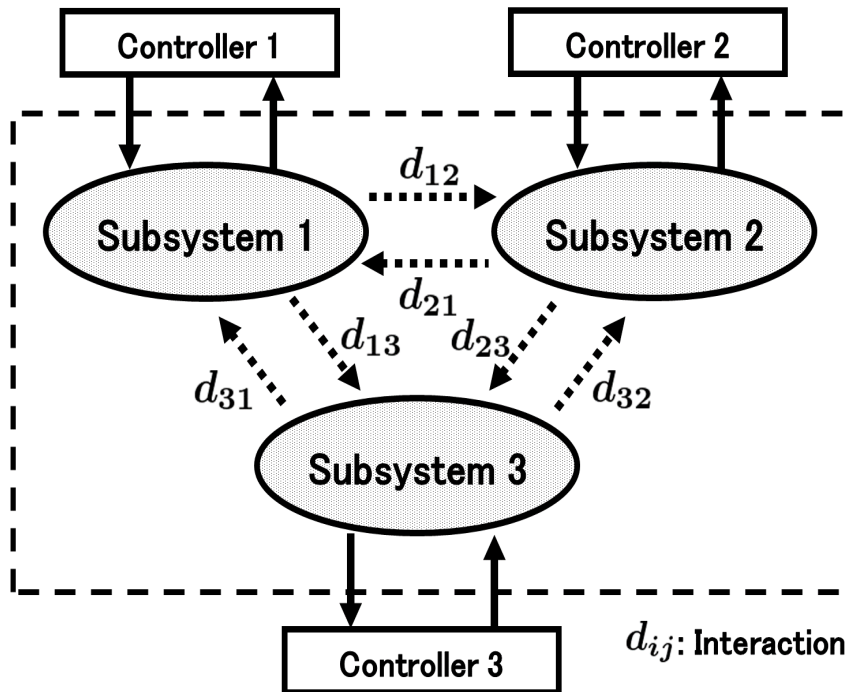 Controller 1
Controller 2
d12
Subsystem 1
Subsystem 2
d21
d13
d23
d31
d32
Subsystem 3
dij: Interaction
Controller 3